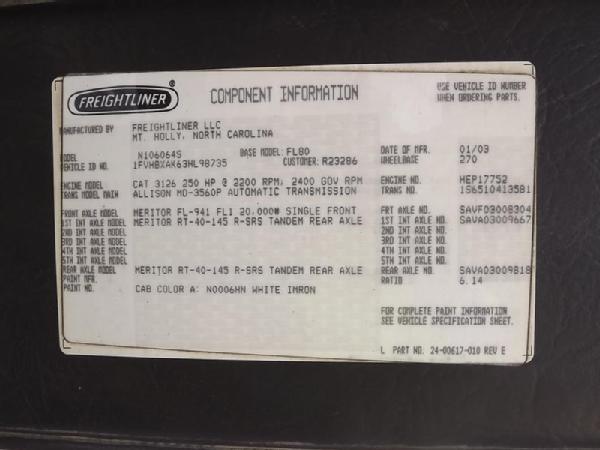 FREIGHTLINER ®
COMPONENT INFORMATION
USE VEHICLE ID NUMBER
WHEN ORDERING PARTS.
MANUFACTURED BY FREIGHTLINER LLC
MT. HOLLY, NORTH CAROLINA
MODEL N106064S BASE MODEL: FL80 DATE OF MFR. 01/03
VEHICLE ID NO. 1FVHBXAK63HL98735 CUSTOMER: R23286 WHEELBASE 270
ENGINE MODEL CAT 3126 250 HP @ 2200 RPM; 2400 GOV RPM ENGINE NO. HEP17752
TRANS MODEL MAIN ALLISON MD-3560P AUTOMATIC TRANSMISSION TRANS NO. 1S65104135B1
FRONT AXLE MODEL MERITOR FL-941 FLI 20,000# SINGLE FRONT FRT AXLE NO. SAVF03008304
1ST INT AXLE MODEL MERITOR RT-40-145 R-SRS TANDEM REAR AXLE 1ST INT AXLE NO. SAVA03009667
2ND INT AXLE MODEL 2ND INT AXLE NO.
3RD INT AXLE MODEL 3RD INT AXLE NO.
4TH INT AXLE MODEL 4TH INT AXLE NO.
5TH INT AXLE MODEL 5TH INT AXLE NO.
REAR AXLE MODEL MERITOR RT-40-145 R-SRS TANDEM REAR AXLE REAR AXLE NO. SAVA03009818
PAINT MFR. RATIO 6.14
PAINT NO. CAB COLOR A: N0006HN WHITE IMRON
FOR COMPLETE PAINT INFORMATION
SEE VEHICLE SPECIFICATION SHEET.
L PART NO. 24-00617-010 REV E